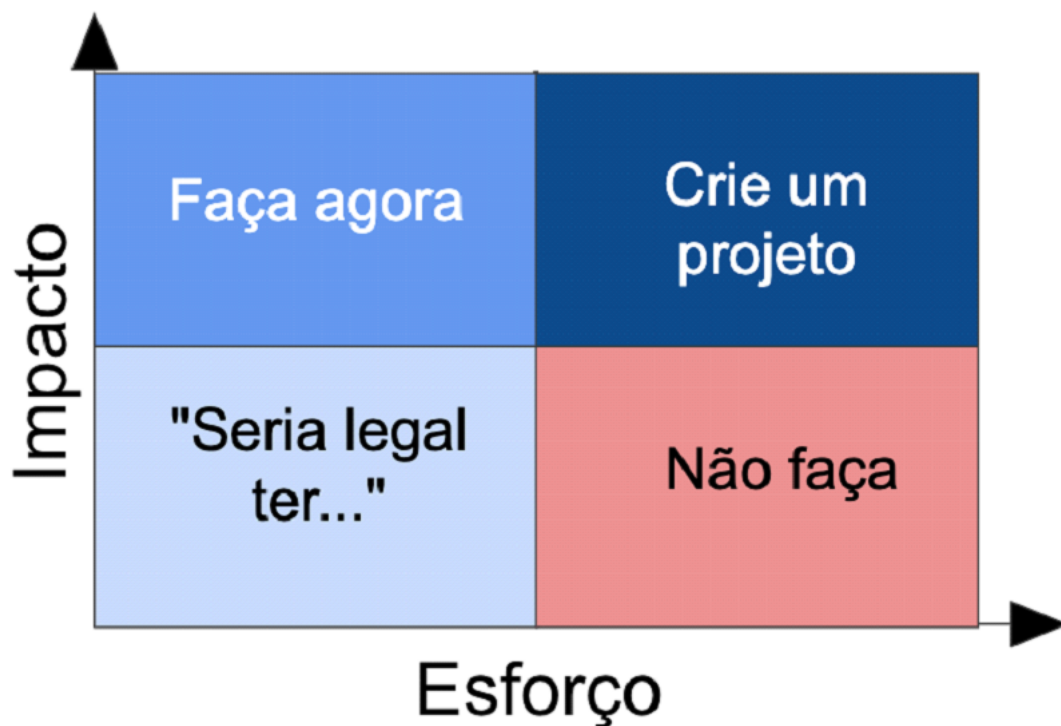 Impacto
Faça agora
Crie um
projeto
"Seria legal
ter..."
Não faça
Esforço